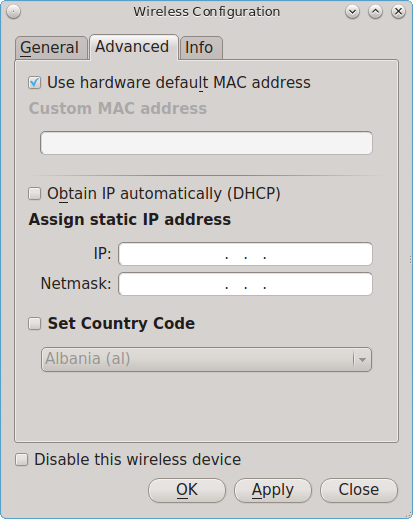 Wireless Configuration
General Advanced Info
Use hardware default MAC address
Custom MAC address
Obtain IP automatically (DHCP)
Assign static IP address
IP: . . .
Netmask: . . .
Set Country Code
Albania (al)
Disable this wireless device
OK Apply Close